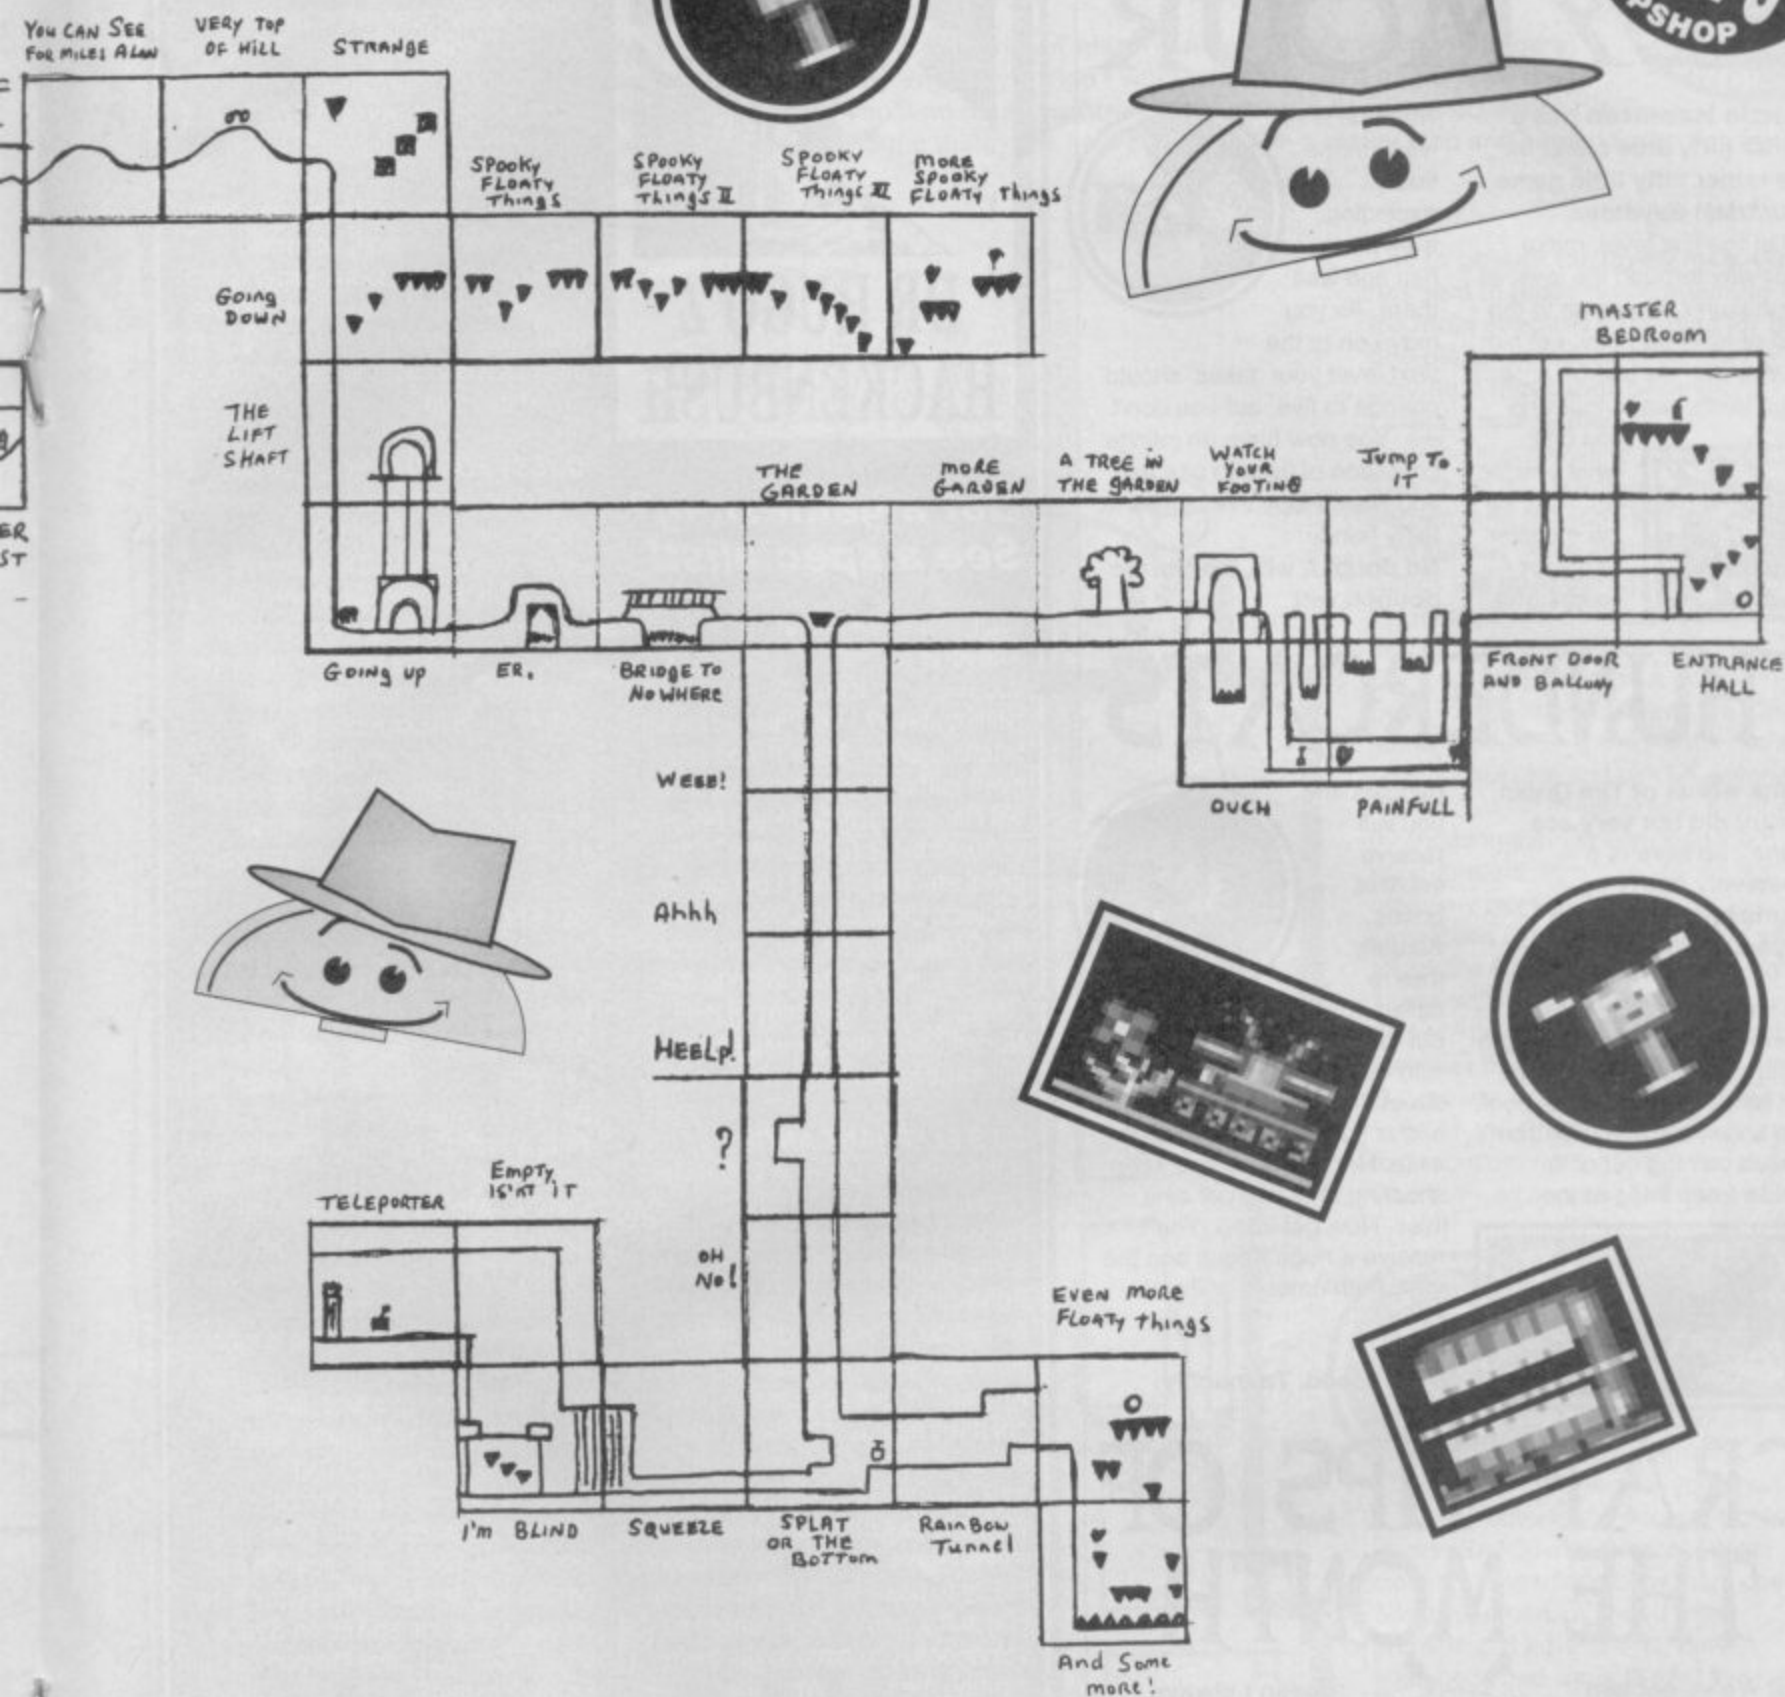 PSHOP
YOU CAN SEE
FOR MILES ALAN
VERY TOP
OF HILL
STRANGE
SPOOKY
FLOATY
Things
SPOOKY
FLOATY
Things II
SPOOKY
FLOATY
Things III
MORE
SPOOKY
FLOATY things
Going
DOWN
MASTER
BEDROOM
THE
LIFT
SHAFT
THE
GARDEN
MORE
GARDEN
A TREE in
THE gARDEN
WATCH
YOUR
FOOTING
Jump To
IT
ER
ST
GOING up
ER.
BRIDGE TO
NOWHERE
FRONT DOOR
AND BALCONY
ENTRANCE
HALL
OUCH
PAINFULL
WEEE!
Ahhh
HEELp!
?
TELEPORTER
EmpTy
IS'NT IT
OH
No!
EVEN moRe
FLOATY things
I'm BLIND
SQUEEZE
SPLAT
OR THE
BOTTOm
RAinBow
Tunnel
And Some
more!